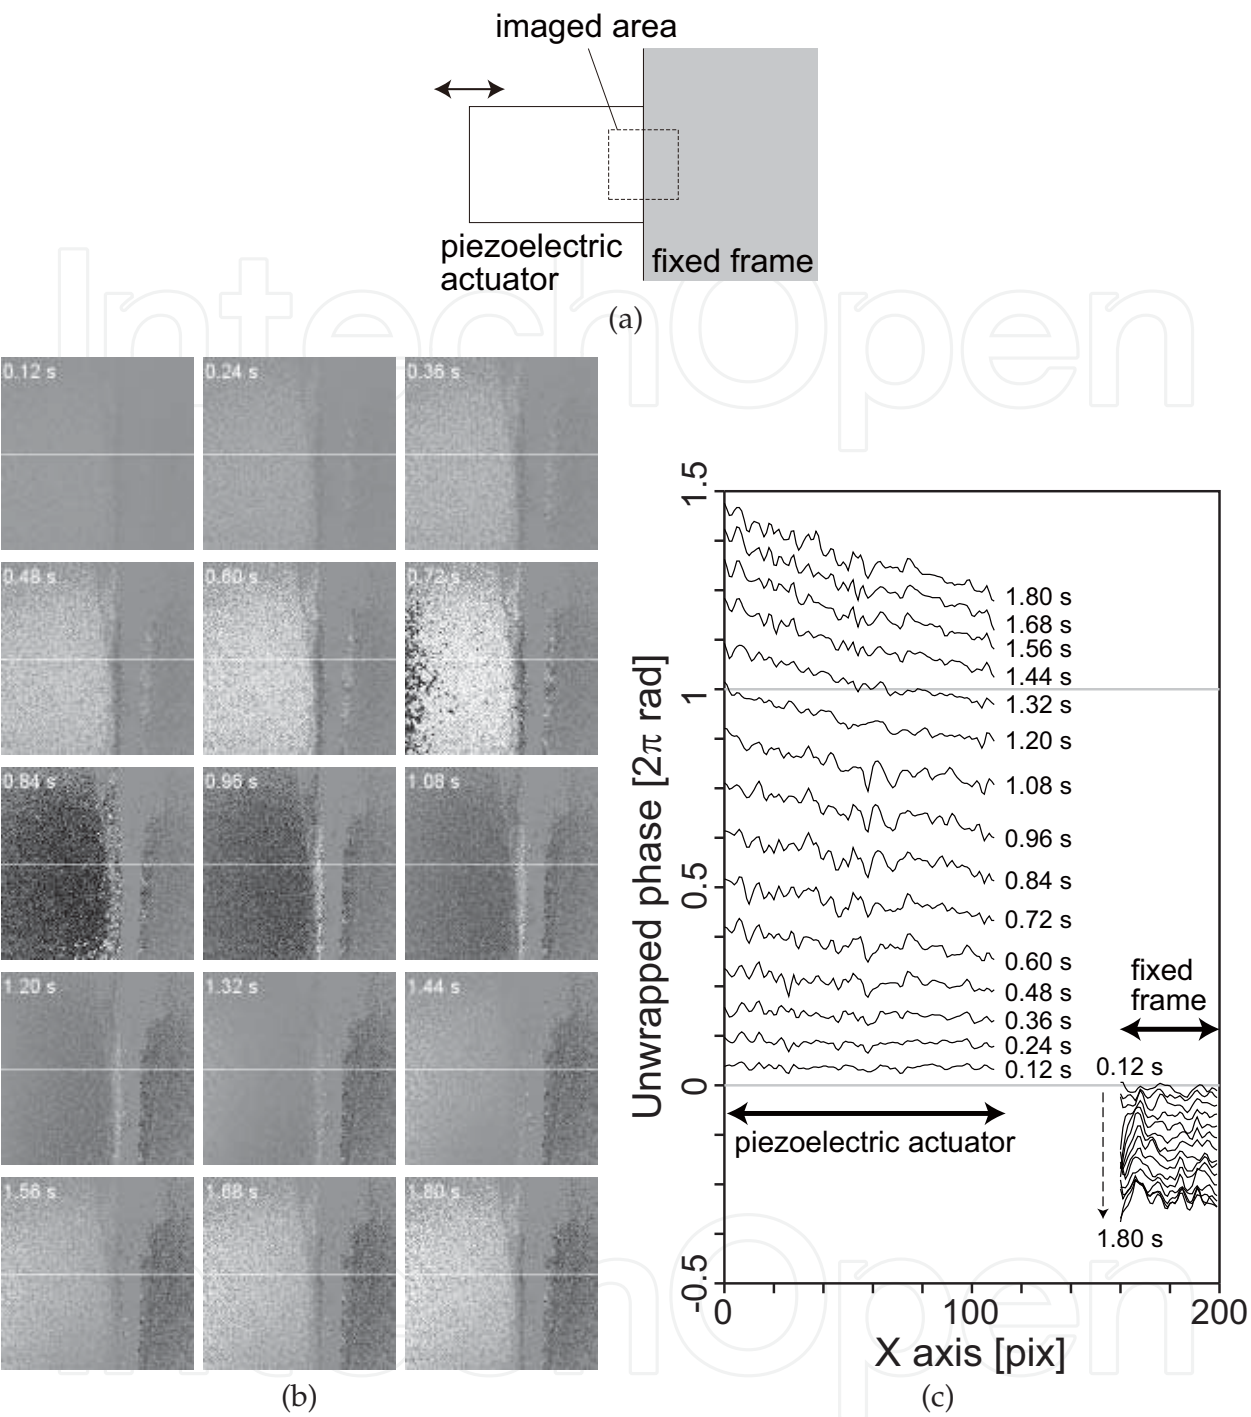 imaged area
piezoelectric
actuator
fixed frame
(a)
IntechOpen
0.12 s
0.24 s
0.36 s
0.48 s
0.60 s
0.72 s
0.84 s
0.96 s
1.08 s
1.20 s
1.32 s
1.44 s
1.56 s
1.68 s
1.80 s
(b)
Unwrapped phase [2π rad]
1.5
1
0.5
0
-0.5
1.80 s
1.68 s
1.56 s
1.44 s
1.32 s
1.20 s
1.08 s
0.96 s
0.84 s
0.72 s
0.60 s
0.48 s
0.36 s
0.24 s
0.12 s
piezoelectric actuator
fixed
frame
0.12 s
1.80 s
0
100
200
X axis [pix]
(c)
IntechOpen